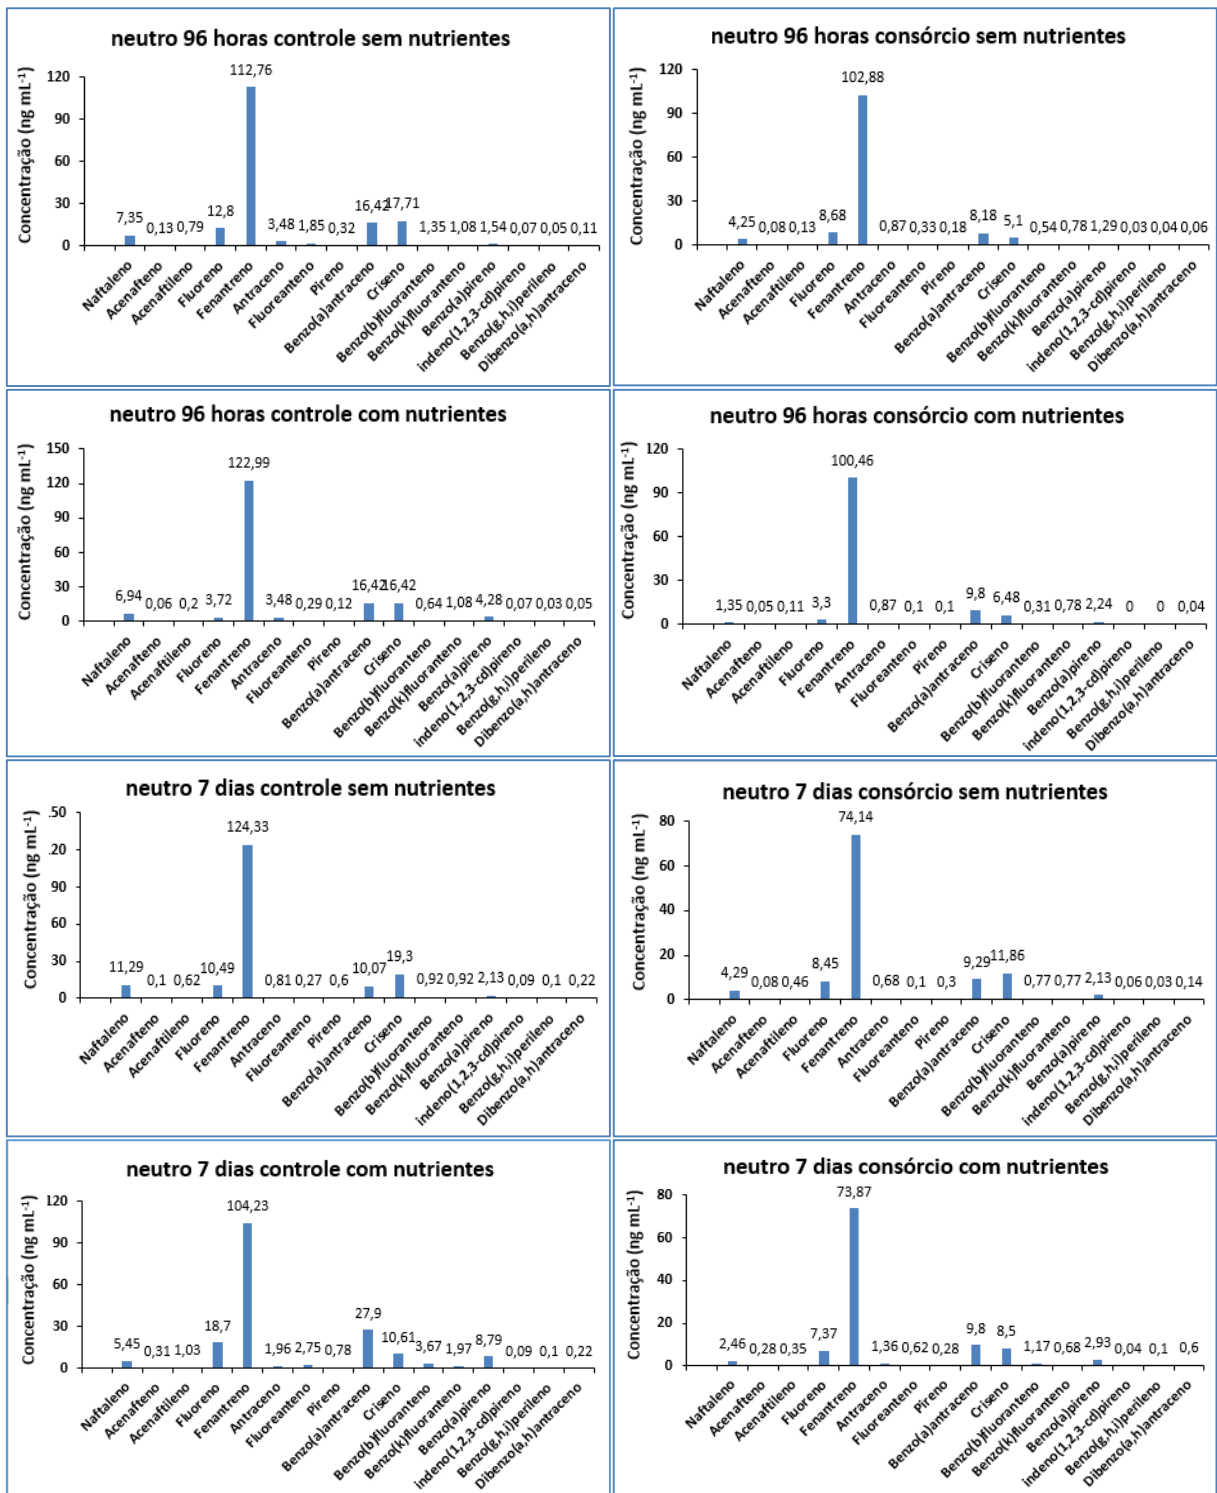 neutro 96 horas controle sem nutrientes
Concentração (ng mL-1)
120
90
60
30
0
7,35 0,13 0,79 12,8 112,76 3,48 1,85 0,32 16,42 17,71 1,35 1,08 1,54 0,07 0,05 0,11
Naftaleno
Acenafteno
Acenaftileno
Fluoreno
Fenantreno
Antraceno
Fluoreanteno
Pireno
Benzo(a)antraceno
Criseno
Benzo(b)fluoranteno
Benzo(k)fluoranteno
Benzo(a)pireno
indeno(1,2,3-cd)pireno
Benzo(g,h,i)perileno
Dibenzo(a,h)antraceno
neutro 96 horas consórcio sem nutrientes
Concentração (ng mL-1)
120
90
60
30
0
4,25 0,08 0,13 8,68 102,88 0,87 0,33 0,18 8,18 5,1 0,54 0,78 1,29 0,03 0,04 0,06
Naftaleno
Acenafteno
Acenaftileno
Fluoreno
Fenantreno
Antraceno
Fluoreanteno
Pireno
Benzo(a)antraceno
Criseno
Benzo(b)fluoranteno
Benzo(k)fluoranteno
Benzo(a)pireno
indeno(1,2,3-cd)pireno
Benzo(g,h,i)perileno
Dibenzo(a,h)antraceno
neutro 96 horas controle com nutrientes
Concentração (ng mL-1)
150
120
90
60
30
0
6,94 0,06 0,2 3,72 122,99 3,48 0,29 0,12 16,42 16,42 0,64 1,08 4,28 0,07 0,03 0,05
Naftaleno
Acenafteno
Acenaftileno
Fluoreno
Fenantreno
Antraceno
Fluoreanteno
Pireno
Benzo(a)antraceno
Criseno
Benzo(b)fluoranteno
Benzo(k)fluoranteno
Benzo(a)pireno
indeno(1,2,3-cd)pireno
Benzo(g,h,i)perileno
Dibenzo(a,h)antraceno
neutro 96 horas consórcio com nutrientes
Concentração (ng mL-1)
120
90
60
30
0
1,35 0,05 0,11 3,3 100,46 0,87 0,1 0,1 9,8 6,48 0,31 0,78 2,24 0 0 0,04
Naftaleno
Acenafteno
Acenaftileno
Fluoreno
Fenantreno
Antraceno
Fluoreanteno
Pireno
Benzo(a)antraceno
Criseno
Benzo(b)fluoranteno
Benzo(k)fluoranteno
Benzo(a)pireno
indeno(1,2,3-cd)pireno
Benzo(g,h,i)perileno
Dibenzo(a,h)antraceno
neutro 7 dias controle sem nutrientes
Concentração (ng mL-1)
50
20
90
60
30
0
11,29 0,1 0,62 10,49 124,33 0,81 0,27 0,6 10,07 19,3 0,92 0,92 2,13 0,09 0,1 0,22
Naftaleno
Acenafteno
Acenaftileno
Fluoreno
Fenantreno
Antraceno
Fluoreanteno
Pireno
Benzo(a)antraceno
Criseno
Benzo(b)fluoranteno
Benzo(k)fluoranteno
Benzo(a)pireno
indeno(1,2,3-cd)pireno
Benzo(g,h,i)perileno
Dibenzo(a,h)antraceno
neutro 7 dias consórcio sem nutrientes
Concentração (ng mL-1)
80
60
40
20
0
4,29 0,08 0,46 8,45 74,14 0,68 0,1 0,3 9,29 11,86 0,77 0,77 2,13 0,06 0,03 0,14
Naftaleno
Acenafteno
Acenaftileno
Fluoreno
Fenantreno
Antraceno
Fluoreanteno
Pireno
Benzo(a)antraceno
Criseno
Benzo(b)fluoranteno
Benzo(k)fluoranteno
Benzo(a)pireno
indeno(1,2,3-cd)pireno
Benzo(g,h,i)perileno
Dibenzo(a,h)antraceno
neutro 7 dias controle com nutrientes
Concentração (ng mL-1)
120
90
60
30
0
5,45 0,31 1,03 18,7 104,23 1,96 2,75 0,78 27,9 10,61 3,67 1,97 8,79 0,09 0,1 0,22
Naftaleno
Acenafteno
Acenaftileno
Fluoreno
Fenantreno
Antraceno
Fluoreanteno
Pireno
Benzo(a)antraceno
Criseno
Benzo(b)fluoranteno
Benzo(k)fluoranteno
Benzo(a)pireno
indeno(1,2,3-cd)pireno
Benzo(g,h,i)perileno
Dibenzo(a,h)antraceno
neutro 7 dias consórcio com nutrientes
Concentração (ng mL-1)
80
60
40
20
0
2,46 0,28 0,35 7,37 73,87 1,36 0,62 0,28 9,8 8,5 1,17 0,68 2,93 0,04 0,1 0,6
Naftaleno
Acenafteno
Acenaftileno
Fluoreno
Fenantreno
Antraceno
Fluoreanteno
Pireno
Benzo(a)antraceno
Criseno
Benzo(b)fluoranteno
Benzo(k)fluoranteno
Benzo(a)pireno
indeno(1,2,3-cd)pireno
Benzo(g,h,i)perileno
Dibenzo(a,h)antraceno